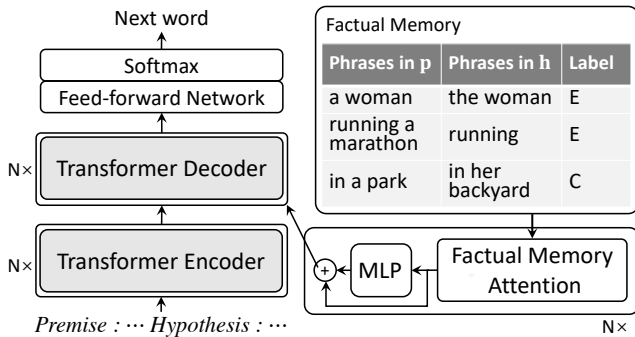 Next word
Softmax
Feed-forward Network
N×
Transformer Decoder
N×
Transformer Encoder
Premise : ⋯ Hypothesis : ⋯
Factual Memory
Phrases in p Phrases in h Label
a woman the woman E
running a
marathon running E
in a park in her
backyard C
+
MLP
Factual Memory
Attention
N×